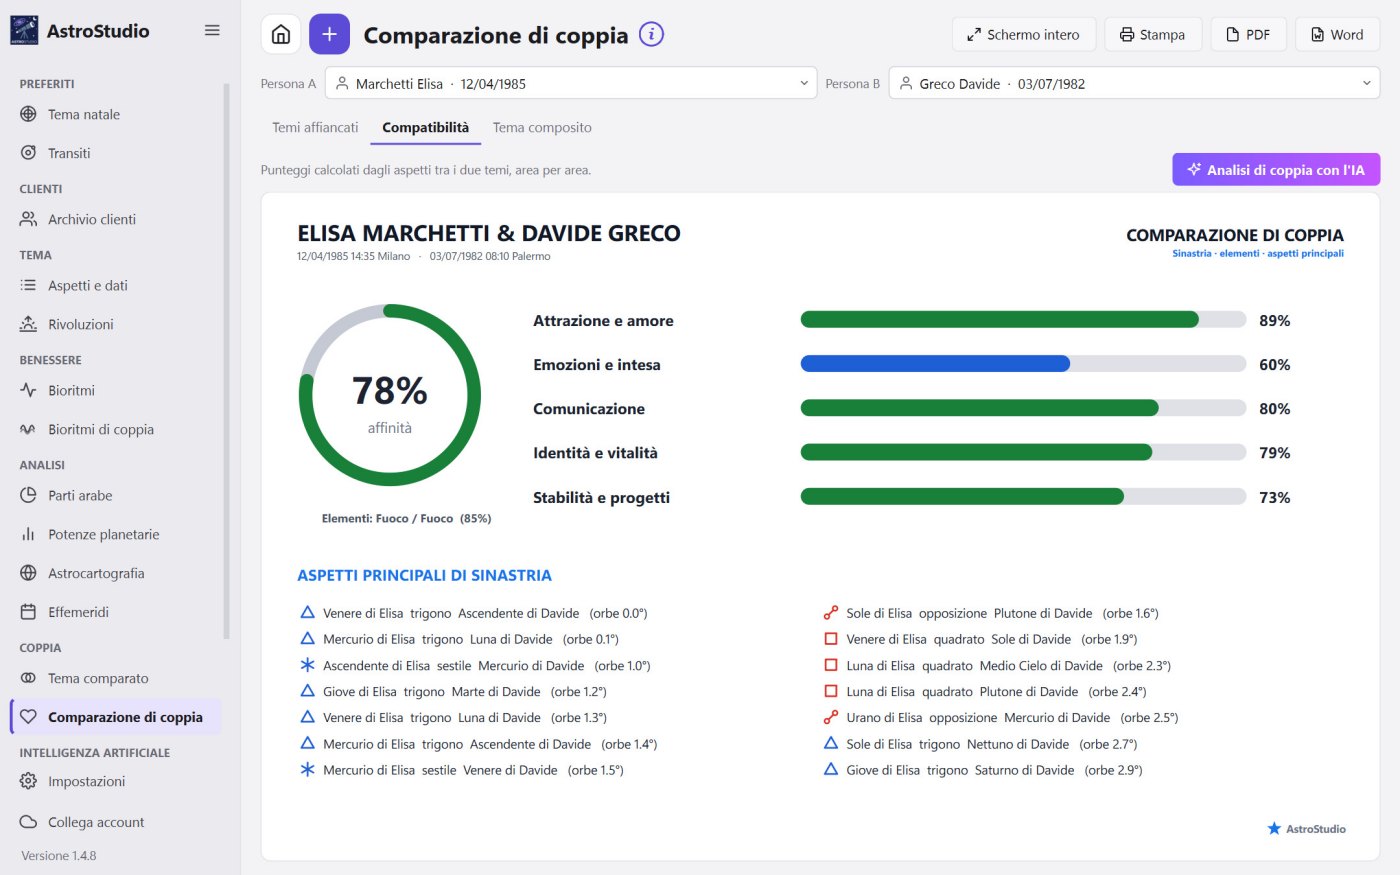 AstroStudio
PREFERITI
Tema natale
Transiti
CLIENTI
Archivio clienti
TEMA
Aspetti e dati
Rivoluzioni
BENESSERE
Bioritmi
Bioritmi di coppia
ANALISI
Parti arabe
Potenze planetarie
Astrocartografia
Effemeridi
COPPIA
Tema comparato
Comparazione di coppia
INTELLIGENZA ARTIFICIALE
Impostazioni
Collega account
Versione 1.4.8
Comparazione di coppia
Schermo intero
Stampa
PDF
Word
Persona A
Marchetti Elisa · 12/04/1985
Persona B
Greco Davide · 03/07/1982
Temi affiancati
Compatibilità
Tema composito
Punteggi calcolati dagli aspetti tra i due temi, area per area.
Analisi di coppia con l'IA
ELISA MARCHETTI & DAVIDE GRECO
12/04/1985 14:35 Milano · 03/07/1982 08:10 Palermo
COMPARAZIONE DI COPPIA
Sinastria · elementi · aspetti principali
78%
affinità
Elementi: Fuoco / Fuoco (85%)
Attrazione e amore 89%
Emozioni e intesa 60%
Comunicazione 80%
Identità e vitalità 79%
Stabilità e progetti 73%
ASPETTI PRINCIPALI DI SINASTRIA
Venere di Elisa trigono Ascendente di Davide (orbe 0.0°)
Mercurio di Elisa trigono Luna di Davide (orbe 0.1°)
Ascendente di Elisa sestile Mercurio di Davide (orbe 1.0°)
Giove di Elisa trigono Marte di Davide (orbe 1.2°)
Venere di Elisa trigono Luna di Davide (orbe 1.3°)
Mercurio di Elisa trigono Ascendente di Davide (orbe 1.4°)
Mercurio di Elisa sestile Venere di Davide (orbe 1.5°)
Sole di Elisa opposizione Plutone di Davide (orbe 1.6°)
Venere di Elisa quadrato Sole di Davide (orbe 1.9°)
Luna di Elisa quadrato Medio Cielo di Davide (orbe 2.3°)
Luna di Elisa quadrato Plutone di Davide (orbe 2.4°)
Urano di Elisa opposizione Mercurio di Davide (orbe 2.5°)
Sole di Elisa trigono Nettuno di Davide (orbe 2.7°)
Giove di Elisa trigono Saturno di Davide (orbe 2.9°)
AstroStudio